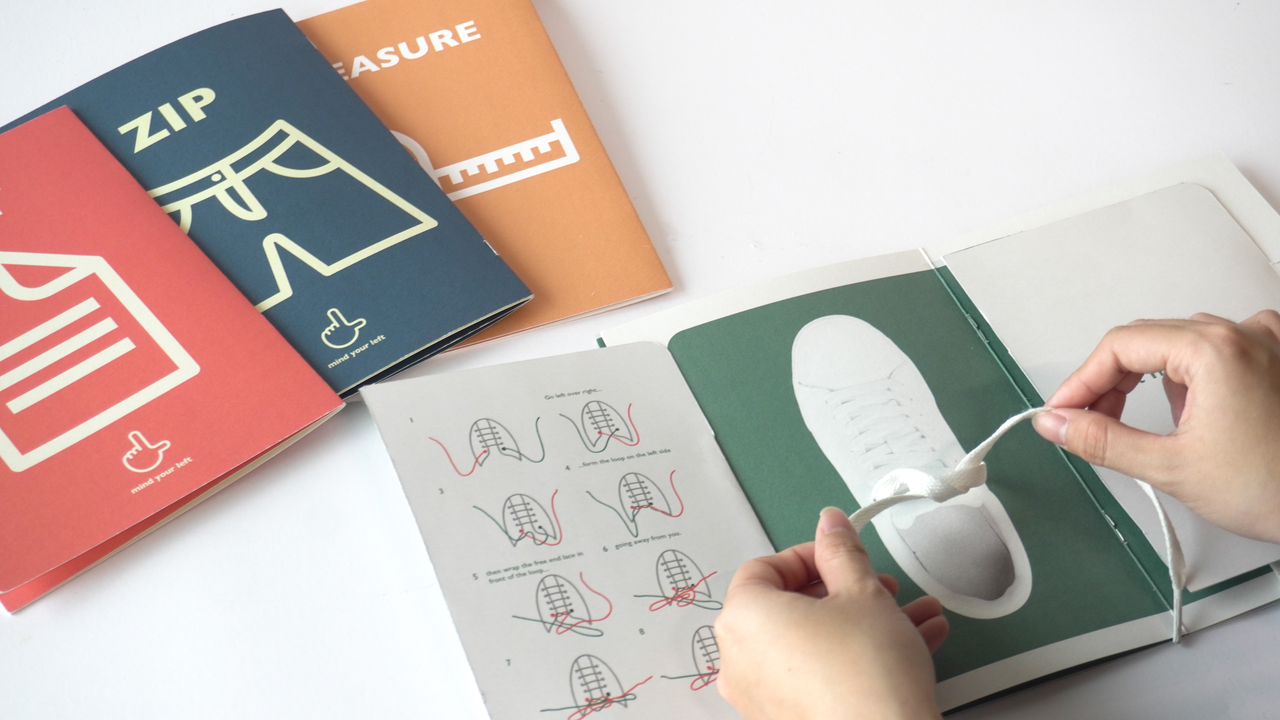 ZIP
EASURE
mind your left
mind your left
1
Go left over right...
2
4
...form the loop on the left side
5
then wrap the free end lace in
front of the loop...
6
going away from you.
7
8